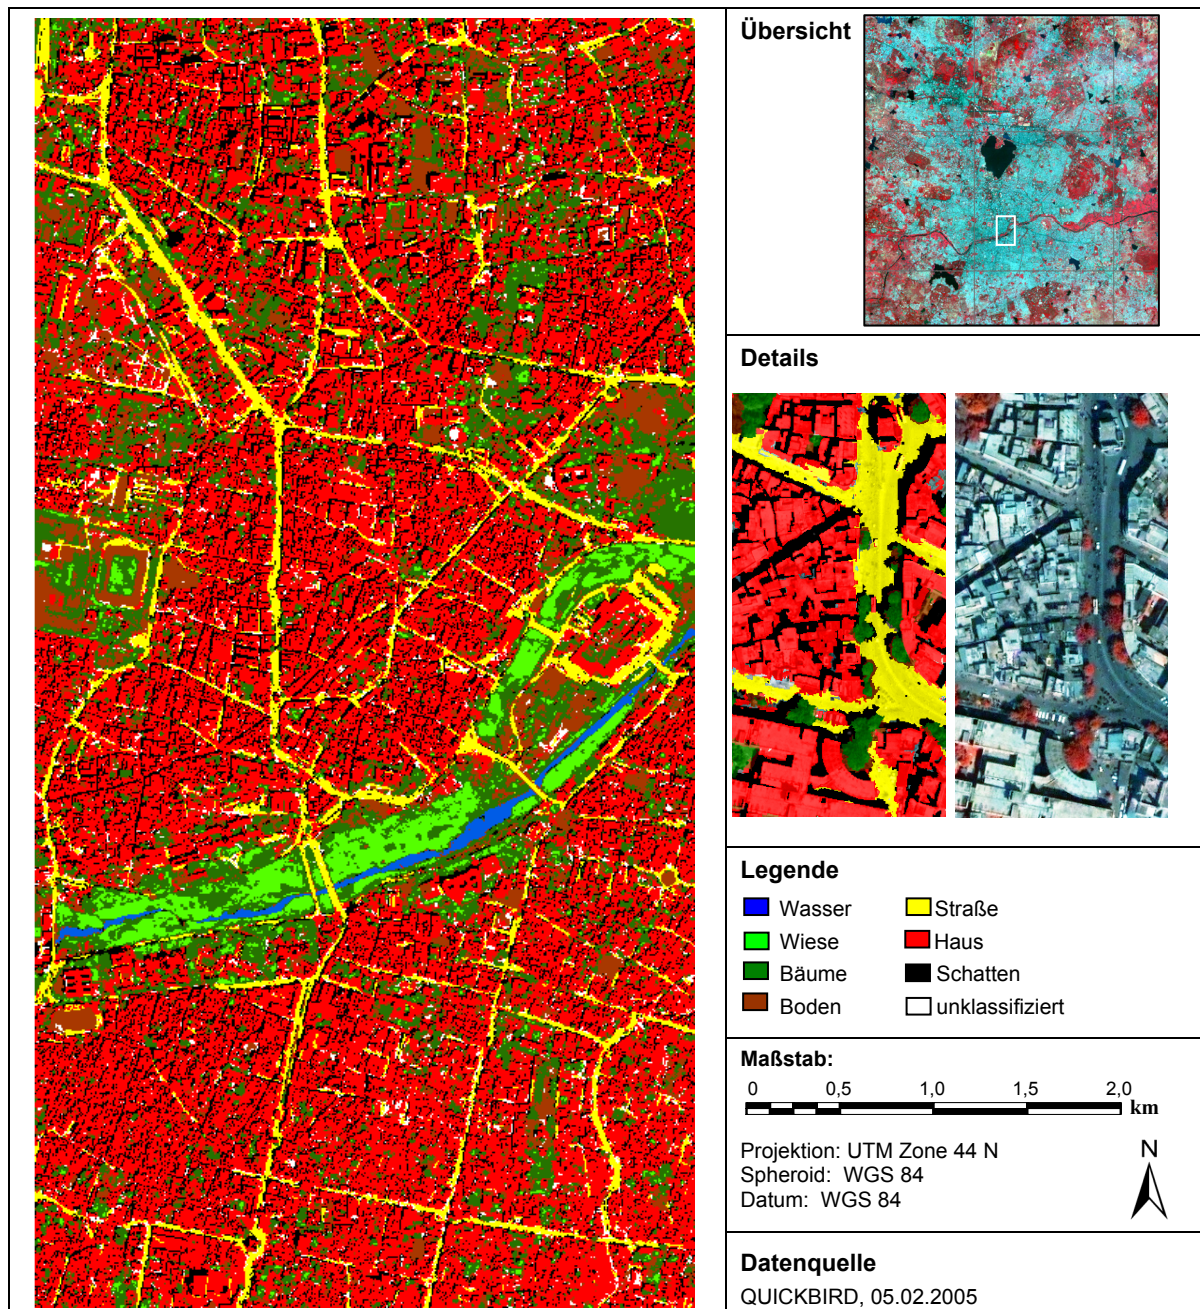 Übersicht
Details
Legende
Wasser
Straße
Wiese
Haus
Bäume
Schatten
Boden
unklassifiziert
Maßstab:
0 0,5 1,0 1,5 2,0
km
Projektion: UTM Zone 44 N
Spheroid: WGS 84
Datum: WGS 84
N
Datenquelle
QUICKBIRD, 05.02.2005